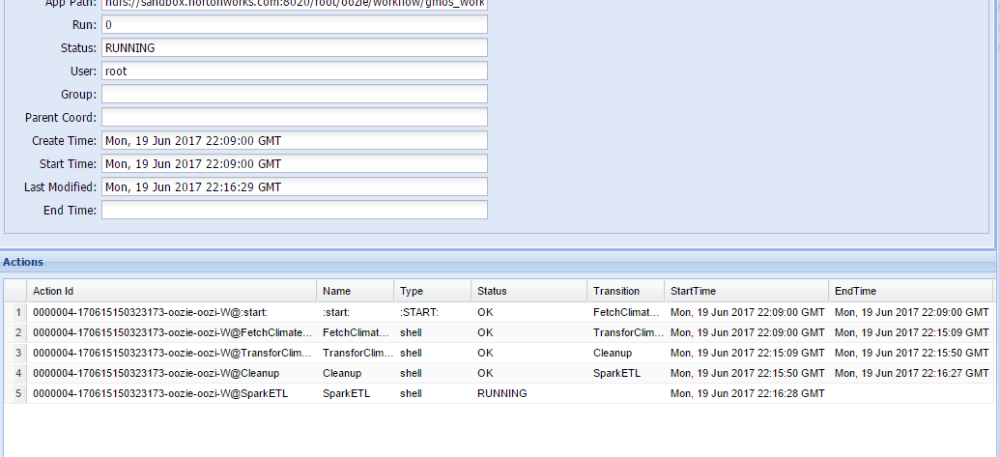 App Path: hdfs://sandbox.hortonworks.com:8020/root/oozie/workflow/gmos_work
Run: 0
Status: RUNNING
User: root
Group:
Parent Coord:
Create Time: Mon, 19 Jun 2017 22:09:00 GMT
Start Time: Mon, 19 Jun 2017 22:09:00 GMT
Last Modified: Mon, 19 Jun 2017 22:16:29 GMT
End Time:
Actions
Action Id Name Type Status Transition StartTime EndTime
1 0000004-170615150323173-oozie-oozi-W@:start: :start: :START: OK FetchClimat... Mon, 19 Jun 2017 22:09:00 GMT Mon, 19 Jun 2017 22:09:00 GMT
2 0000004-170615150323173-oozie-oozi-W@FetchClimate... FetchClimat... shell OK TransforClim... Mon, 19 Jun 2017 22:09:00 GMT Mon, 19 Jun 2017 22:15:09 GMT
3 0000004-170615150323173-oozie-oozi-W@TransforClim... TransforClim... shell OK Cleanup Mon, 19 Jun 2017 22:15:09 GMT Mon, 19 Jun 2017 22:15:50 GMT
4 0000004-170615150323173-oozie-oozi-W@Cleanup Cleanup shell OK SparkETL Mon, 19 Jun 2017 22:15:50 GMT Mon, 19 Jun 2017 22:16:27 GMT
5 0000004-170615150323173-oozie-oozi-W@SparkETL SparkETL shell RUNNING Mon, 19 Jun 2017 22:16:28 GMT